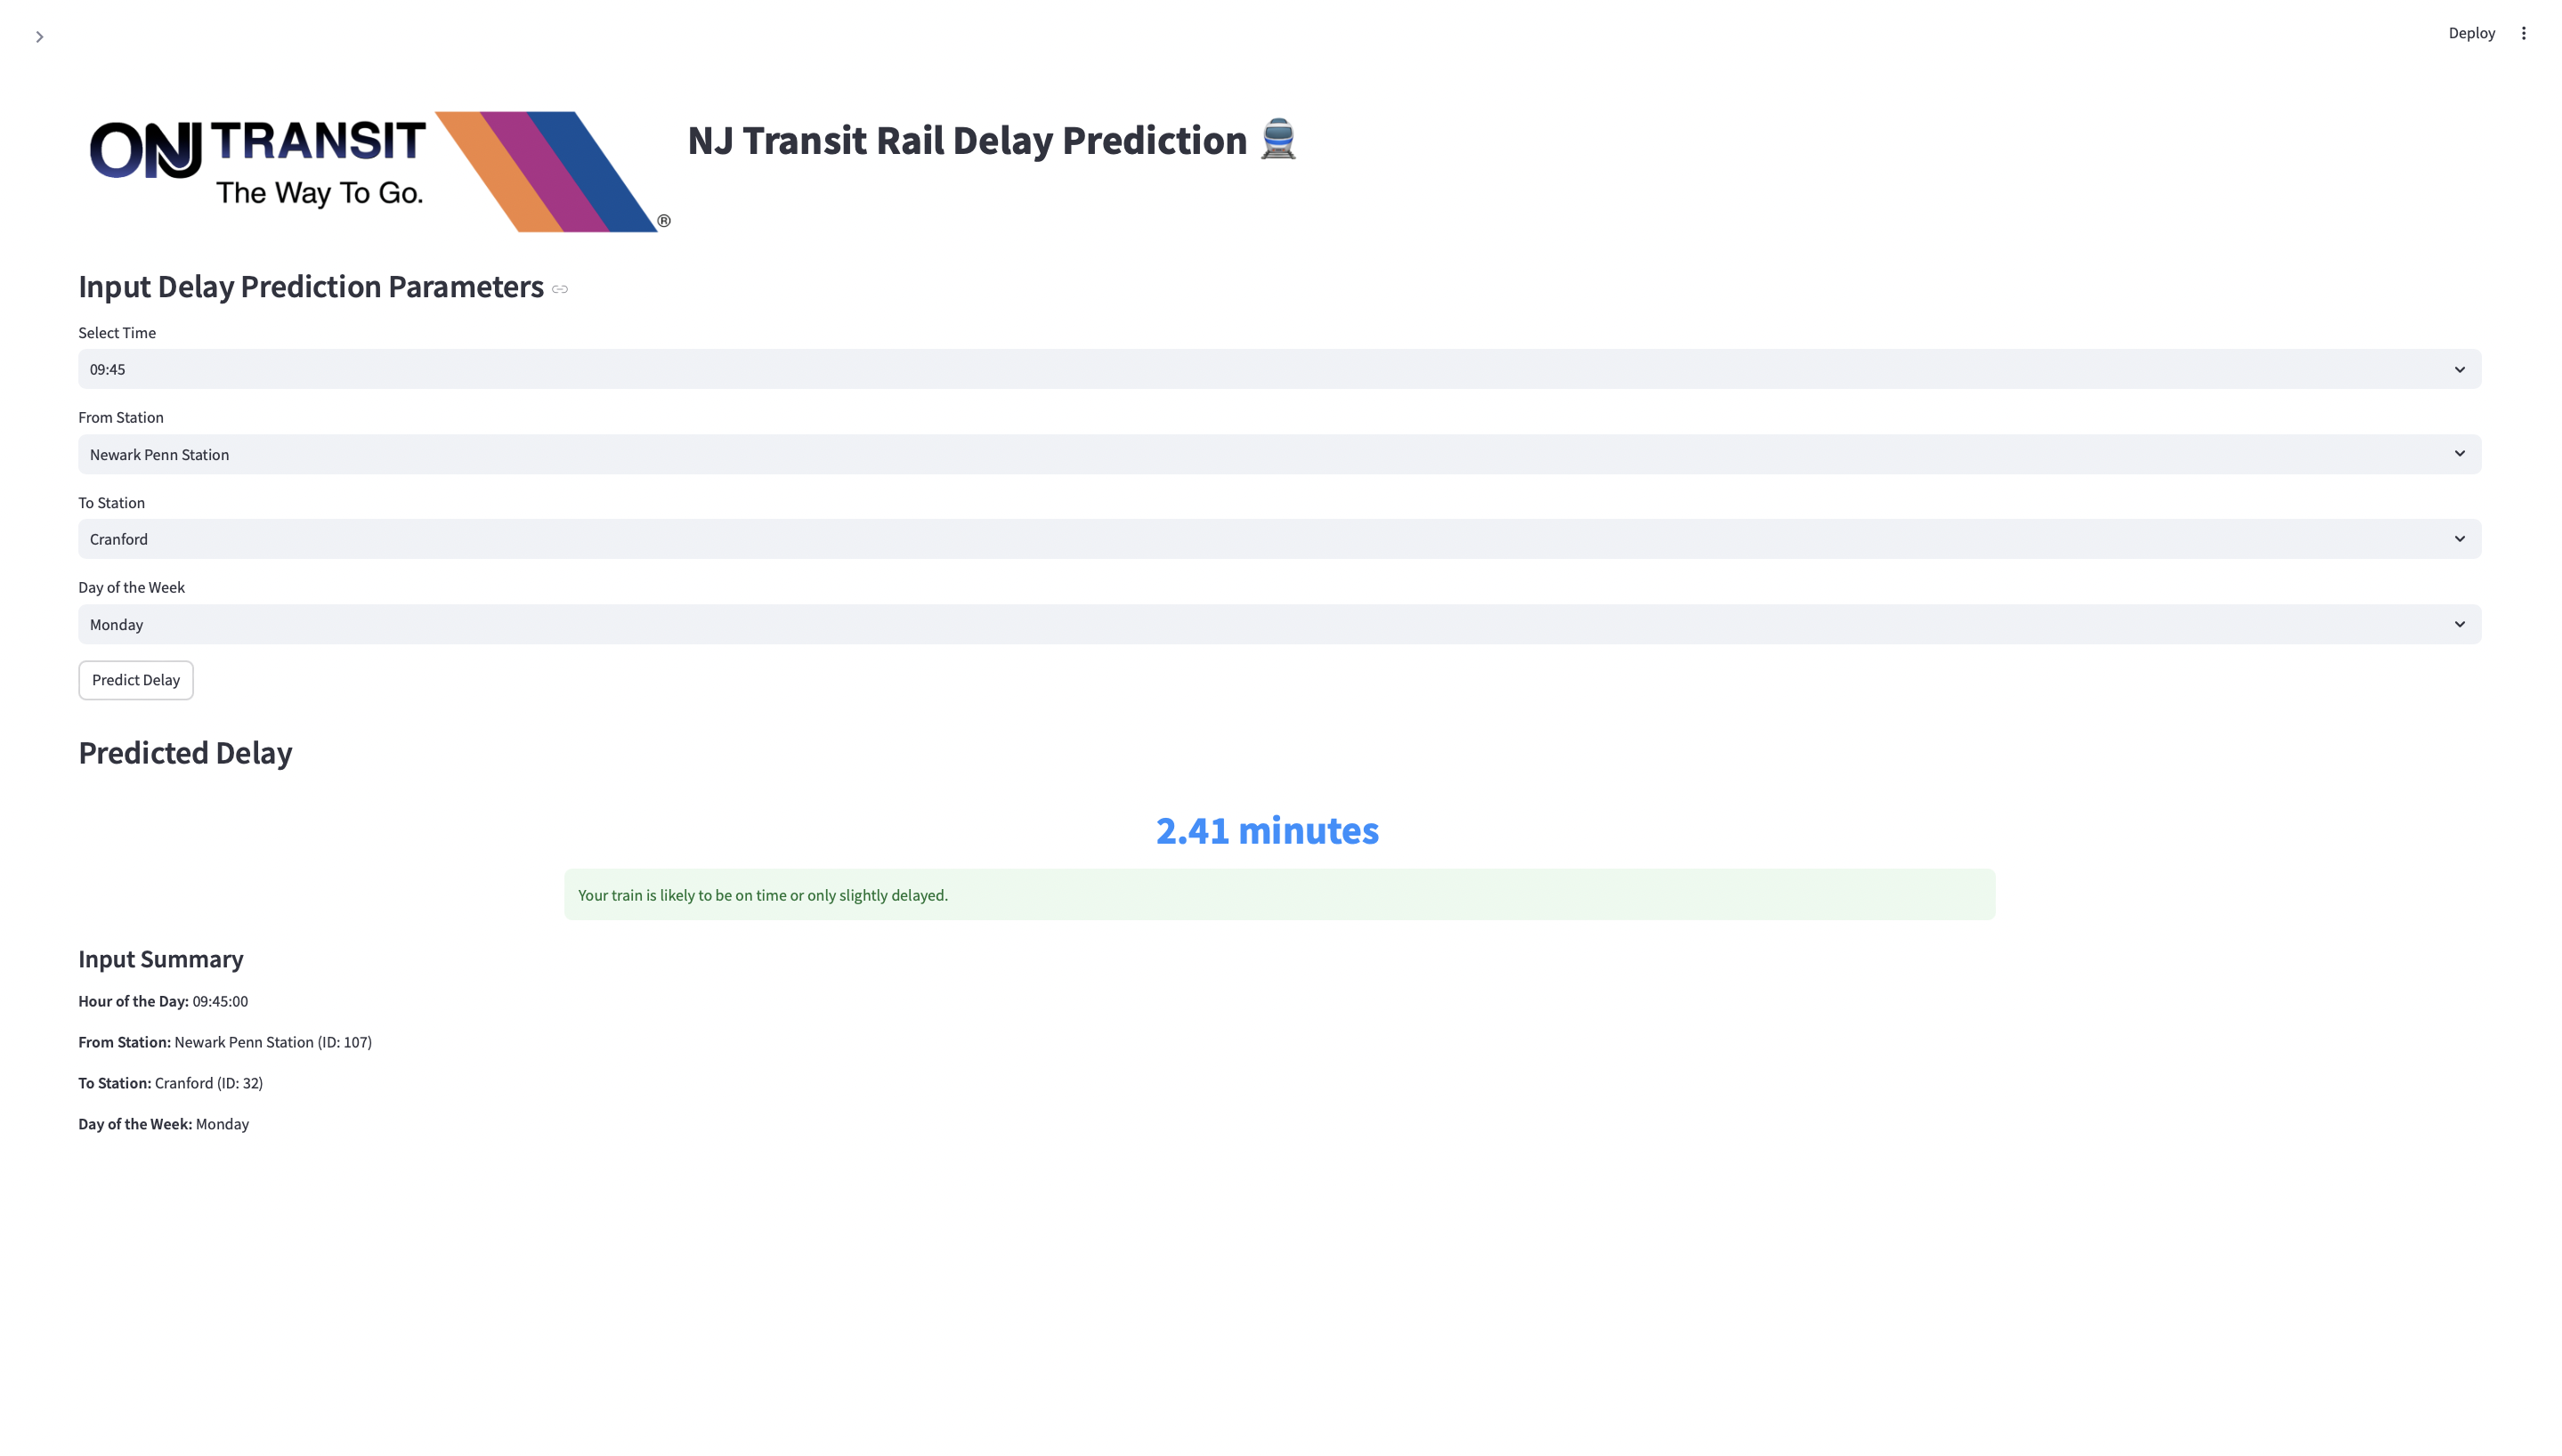 Deploy
ONJ TRANSIT
The Way To Go.
®
NJ Transit Rail Delay Prediction
Input Delay Prediction Parameters
Select Time
09:45
From Station
Newark Penn Station
To Station
Cranford
Day of the Week
Monday
Predict Delay
Predicted Delay
2.41 minutes
Your train is likely to be on time or only slightly delayed.
Input Summary
Hour of the Day: 09:45:00
From Station: Newark Penn Station (ID: 107)
To Station: Cranford (ID: 32)
Day of the Week: Monday